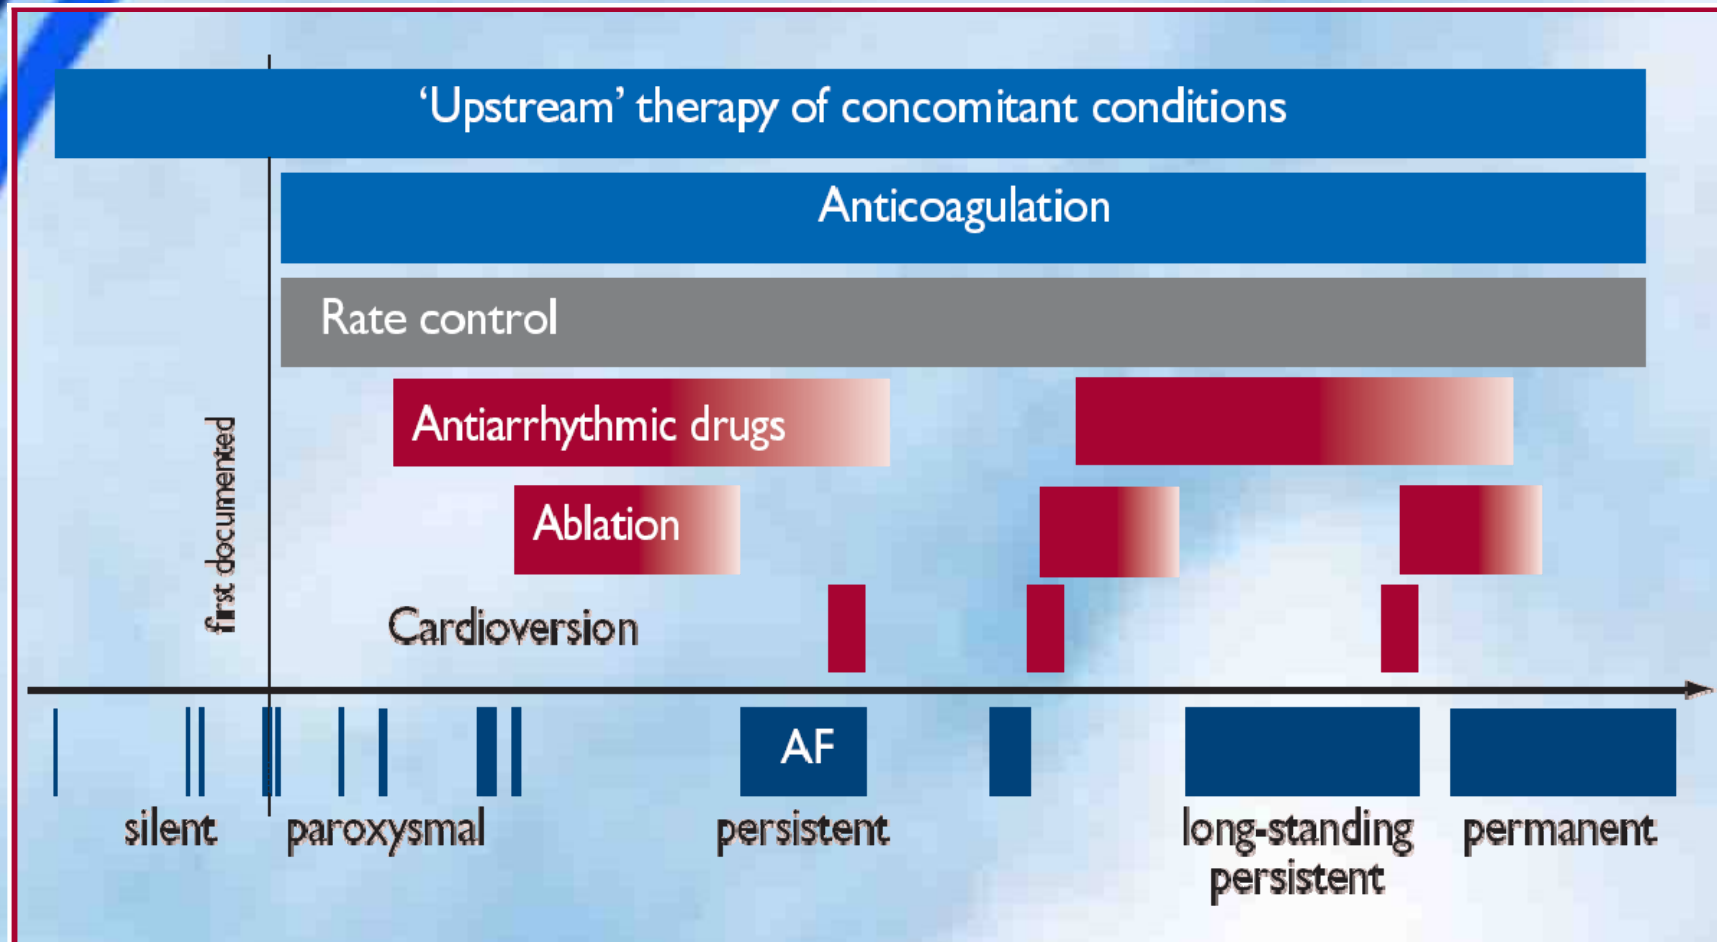 ‘Upstream’ therapy of concomitant conditions
Anticoagulation
Rate control
Antiarrhythmic drugs
Ablation
Cardioversion
first documented
AF
silent
paroxysmal
persistent
long-standing
persistent
permanent